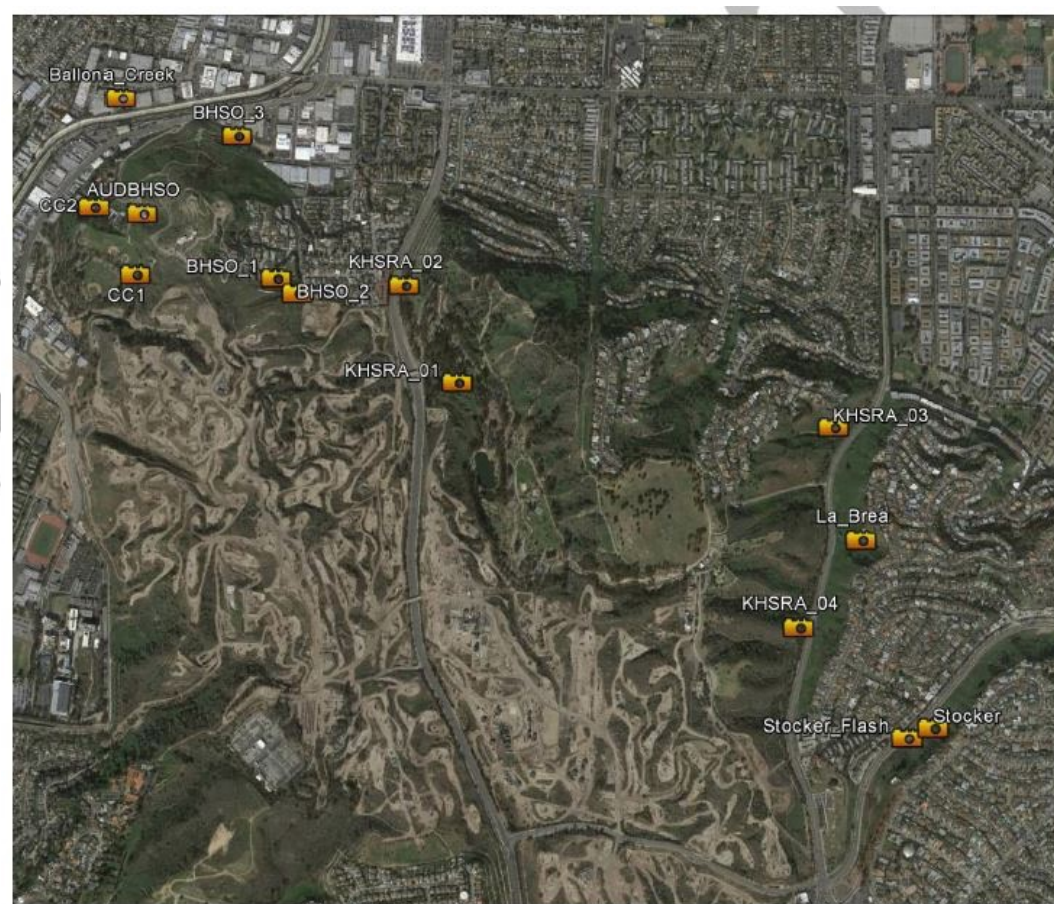 Ballona_Creek
BHSO_3
AUDBHSO
CC2
BHSO_1
KHSRA_02
CC1
BHSO_2
KHSRA_01
KHSRA_03
La_Brea
KHSRA_04
Stocker_Flash
Stocker